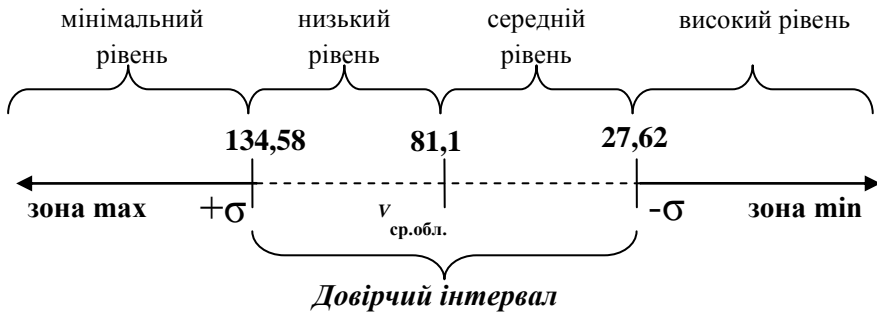 мінімальний рівень
низький рівень
середній рівень
високий рівень
134,58
81,1
27,62
зона max
+σ
V ср.обл.
-σ
зона min
Довірчий інтервал